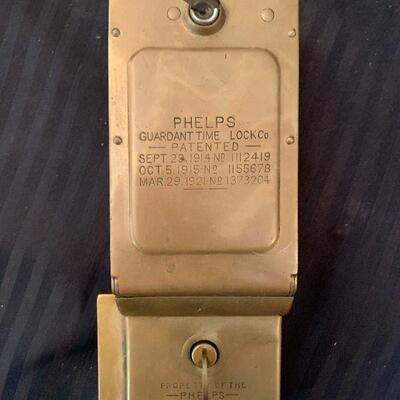 PHELPS
GUARDANT TIME LOCK Co.
— PATENTED —
SEPT 29.1914-No 1112419
OCT.5 1915-No 1155678
MAR.29.1921-No 1373204
PROPERTY OF THE
— PHELPS —